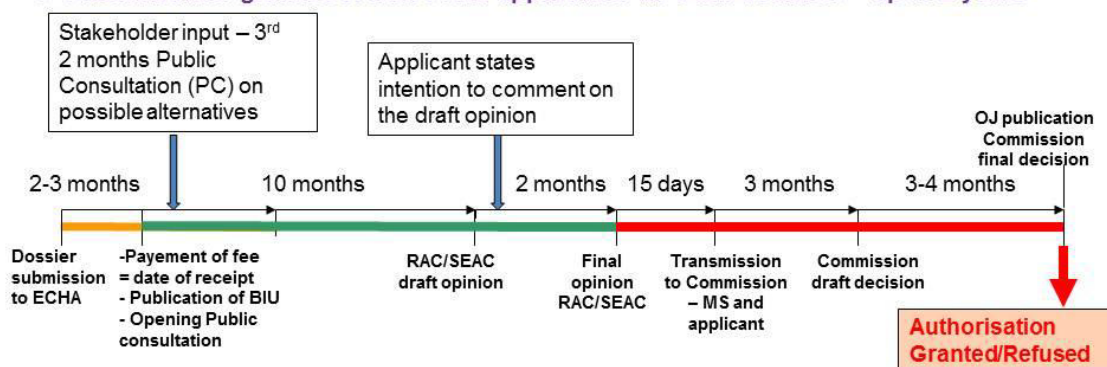 Stakeholder input – 3rd
2 months Public
Consultation (PC) on
possible alternatives
Applicant states
intention to comment on
the draft opinion
OJ publication
Commission
final decision
2-3 months
10 months
2 months
15 days
3 months
3-4 months
Dossier
submission
to ECHA
-Payement of fee
= date of receipt
- Publication of BIU
- Opening Public
consultation
RAC/SEAC
draft opinion
Final
opinion
RAC/SEAC
Transmission
to Commission
– MS and
applicant
Commission
draft decision
Authorisation
Granted/Refused